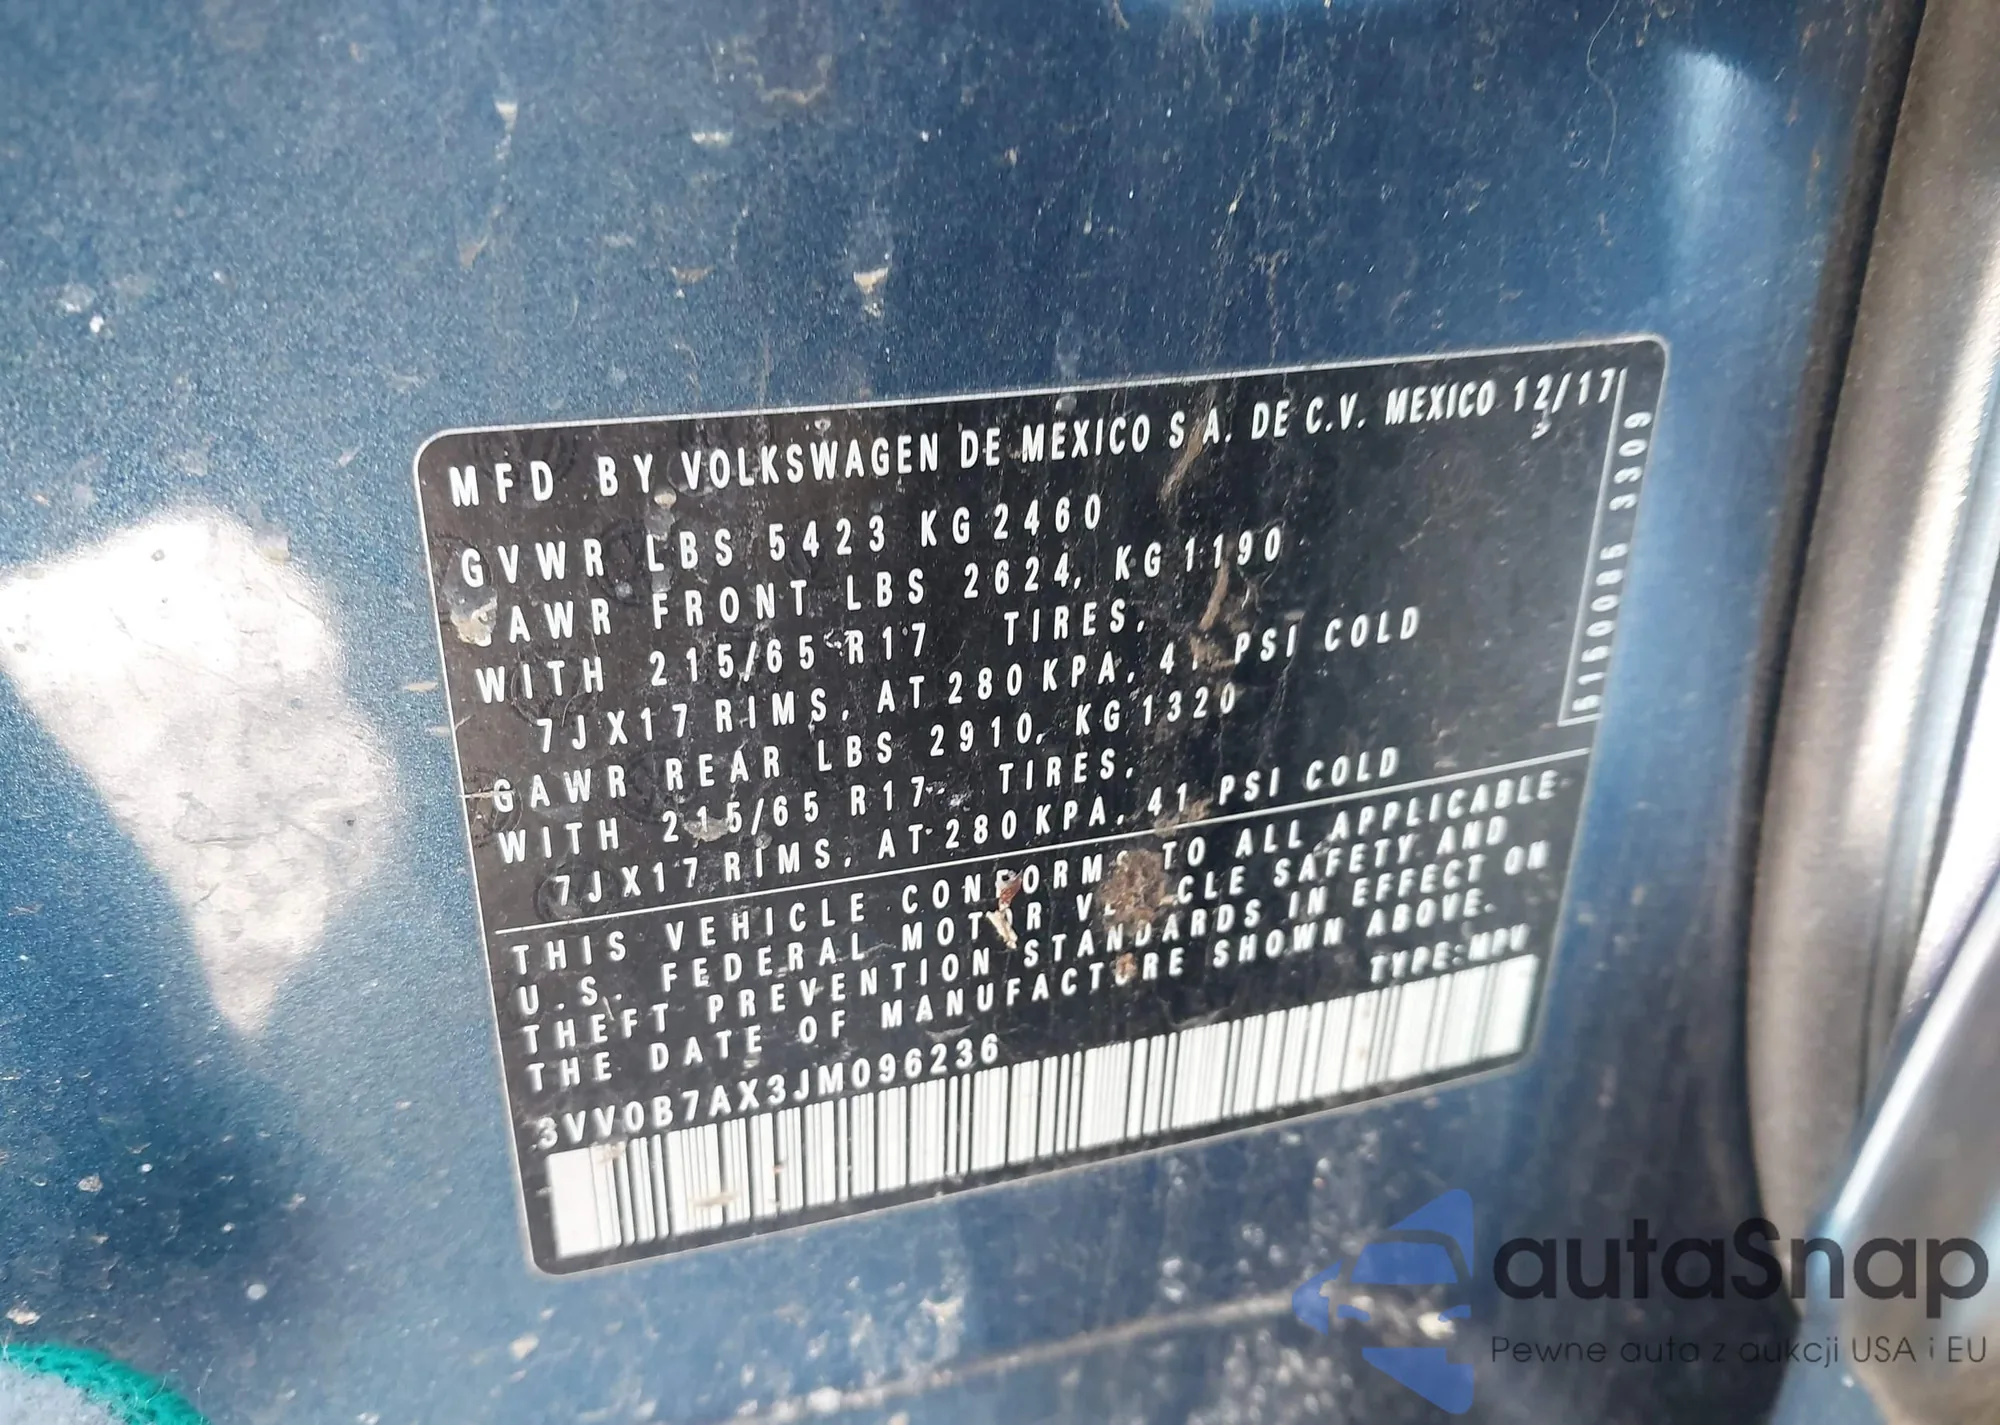 MFD BY VOLKSWAGEN DE MEXICO S A. DE C.V. MEXICO 12/17
GVWR LBS 5423 KG 2460
GAWR FRONT LBS 2624, KG 1190
WITH 215/65 R17 TIRES,
7JX17 RIMS, AT 280 KPA, 41 PSI COLD
GAWR REAR LBS 2910, KG 1320
WITH 215/65 R17 TIRES,
7JX17 RIMS, AT 280 KPA, 41 PSI COLD
THIS VEHICLE CONFORMS TO ALL APPLICABLE
U.S. FEDERAL MOTOR VEHICLE SAFETY AND
THEFT PREVENTION STANDARDS IN EFFECT ON
THE DATE OF MANUFACTURE SHOWN ABOVE.
TYPE:MPV
3VV0B7AX3JM096236
autaSnap
Pewne auta z aukcji USA i EU